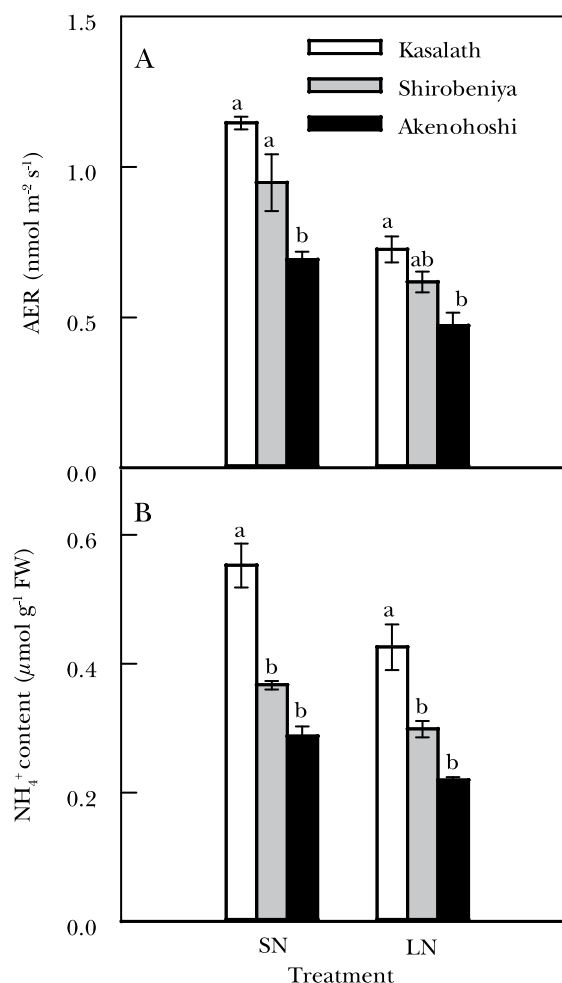 1.5
A
Kasalath
Shirobeniya
Akenohoshi
a
a
b
a
ab
b
1.0
0.5
0.0
AER (nmol m⁻² s⁻¹)
B
a
b
b
a
b
b
0.6
0.4
0.2
0.0
NH₄⁺ content (μmol g⁻¹ FW)
SN LN
Treatment